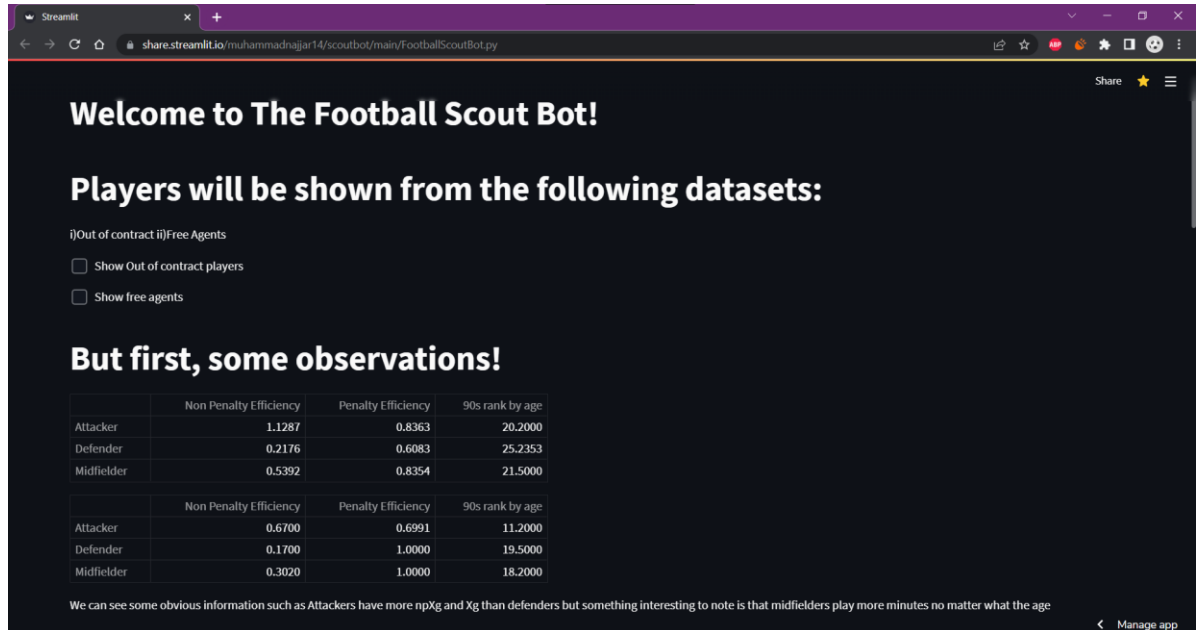 Streamlit
share.streamlit.io/muhammadnajjar14/scoutbot/main/FootballScoutBot.py
ABP
Share
Welcome to The Football Scout Bot!
Players will be shown from the following datasets:
i)Out of contract ii)Free Agents
Show Out of contract players
Show free agents
But first, some observations!
Non Penalty Efficiency Penalty Efficiency 90s rank by age
Attacker 1.1287 0.8363 20.2000
Defender 0.2176 0.6083 25.2353
Midfielder 0.5392 0.8354 21.5000
Non Penalty Efficiency Penalty Efficiency 90s rank by age
Attacker 0.6700 0.6991 11.2000
Defender 0.1700 1.0000 19.5000
Midfielder 0.3020 1.0000 18.2000
We can see some obvious information such as Attackers have more npXg and Xg than defenders but something interesting to note is that midfielders play more minutes no matter what the age
Manage app